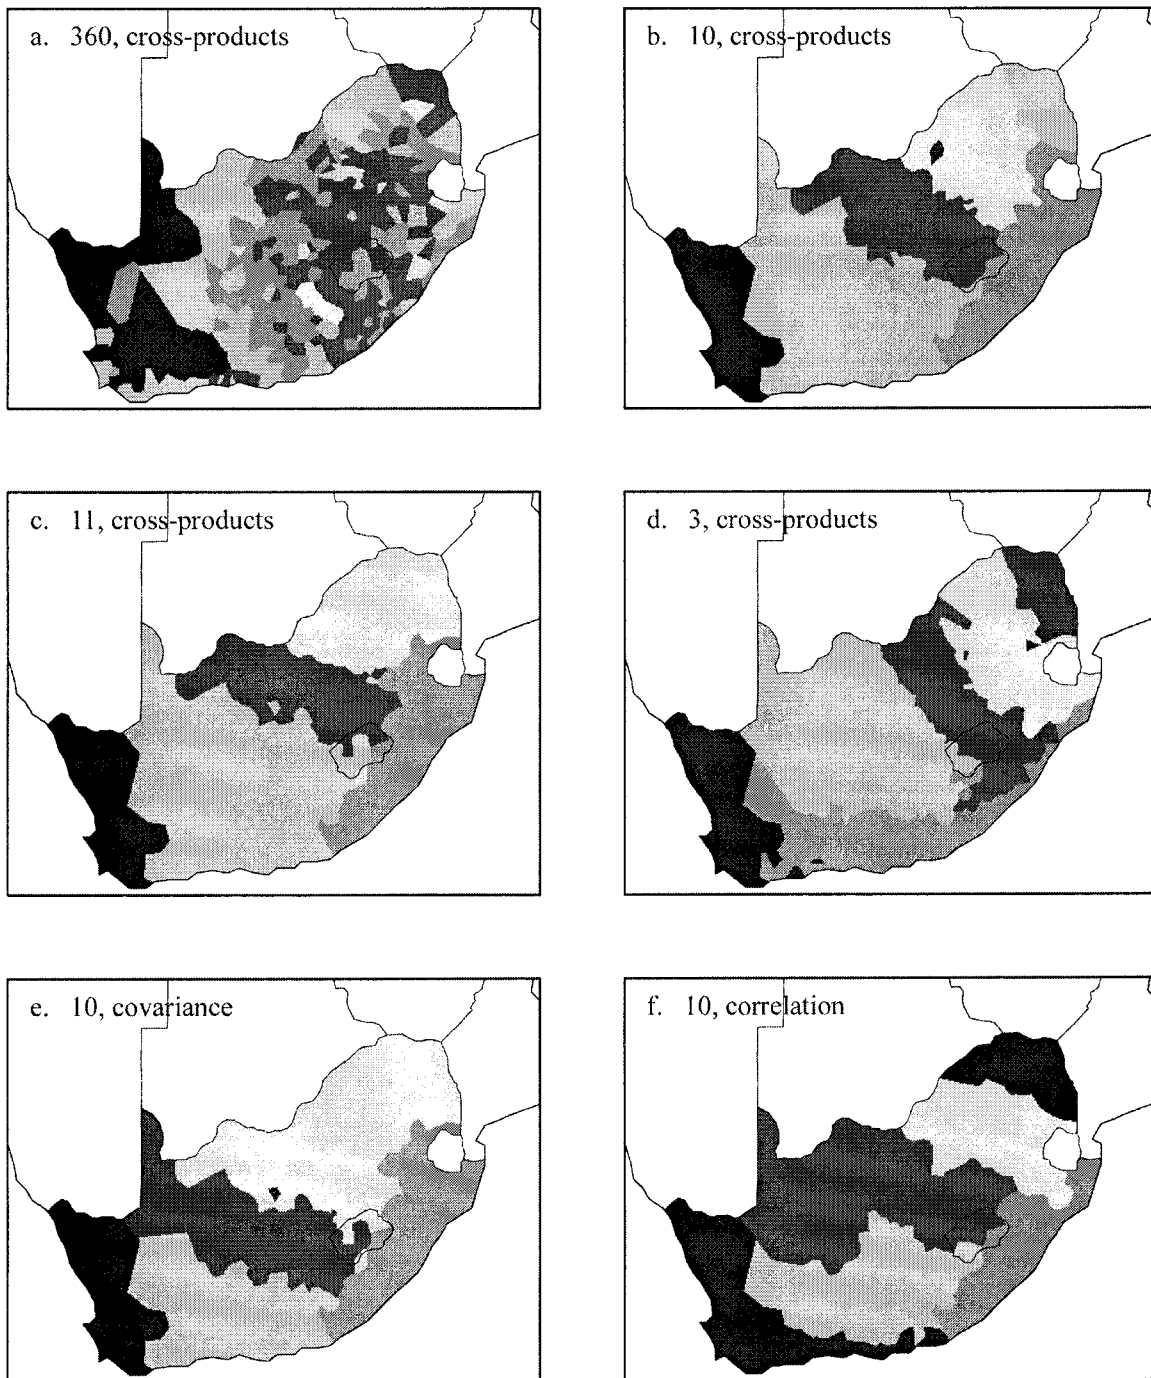 a. 360, cross-products
b. 10, cross-products
c. 11, cross-products
d. 3, cross-products
e. 10, covariance
f. 10, correlation